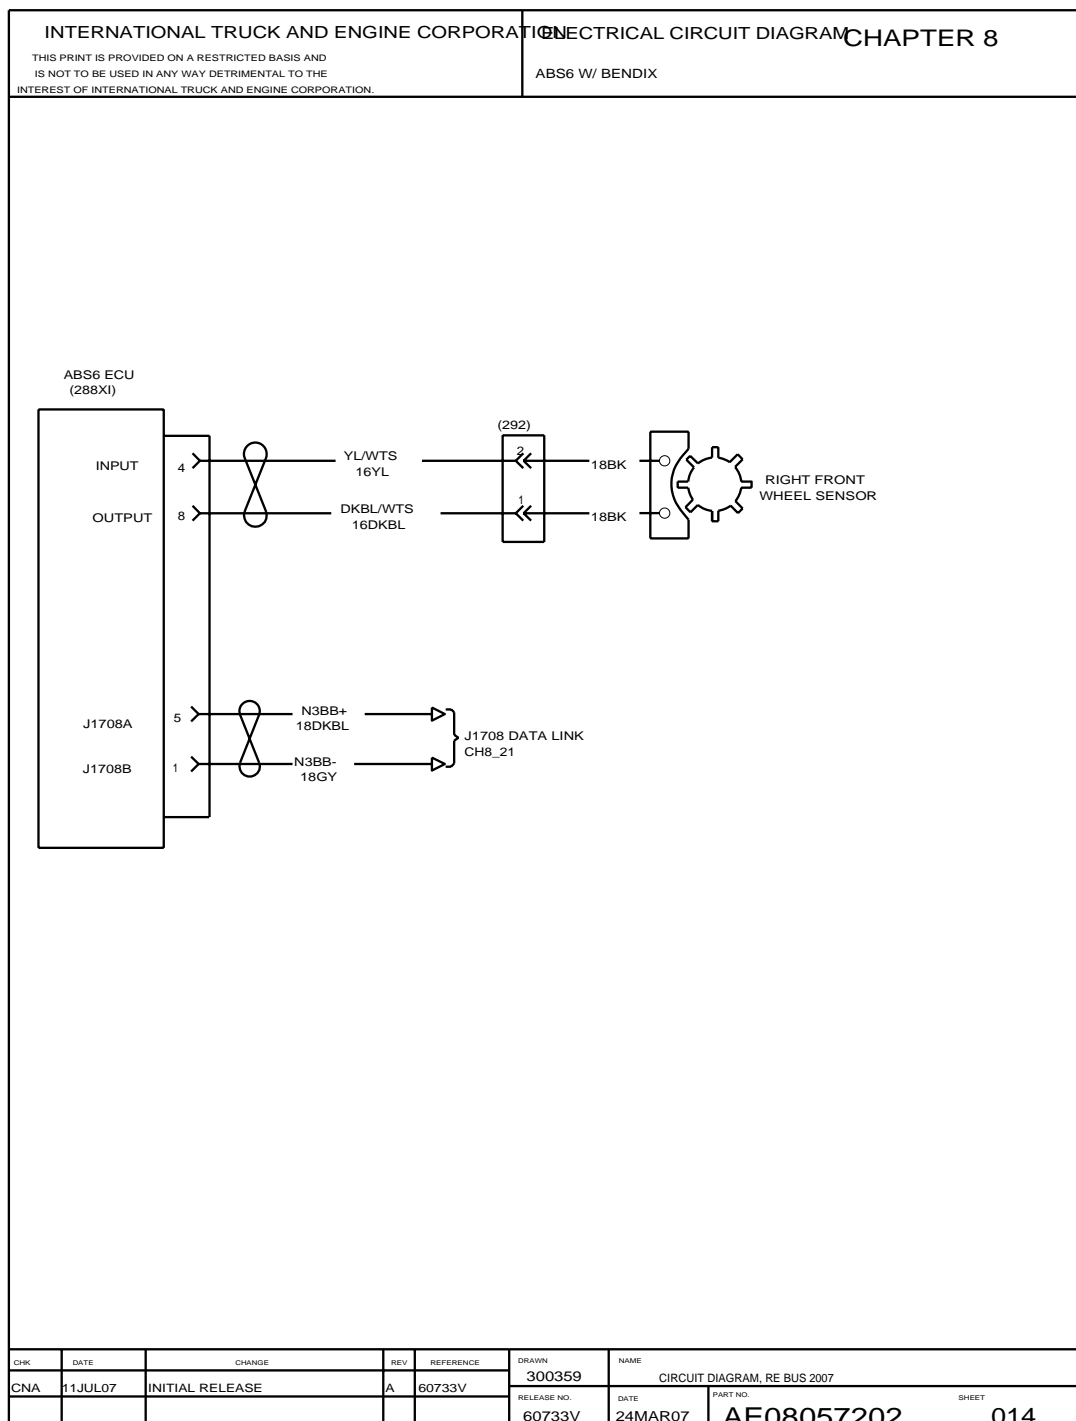 INTERNATIONAL TRUCK AND ENGINE CORPORATION
THIS PRINT IS PROVIDED ON A RESTRICTED BASIS AND
IS NOT TO BE USED IN ANY WAY DETRIMENTAL TO THE
INTEREST OF INTERNATIONAL TRUCK AND ENGINE CORPORATION.
ELECTRICAL CIRCUIT DIAGRAM
CHAPTER 8
ABS6 W/ BENDIX
ABS6 ECU
(288XI)
INPUT
4
YL/WTS
16YL
(292)
2
18BK
OUTPUT
8
DKBL/WTS
16DKBL
1
18BK
RIGHT FRONT
WHEEL SENSOR
J1708A
5
N3BB+
18DKBL
J1708B
1
N3BB-
18GY
J1708 DATA LINK
CH8_21
CHK DATE CHANGE REV REFERENCE
CNA 11JUL07 INITIAL RELEASE A 60733V
DRAWN
300359
NAME
CIRCUIT DIAGRAM, RE BUS 2007
RELEASE NO.
60733V
DATE
24MAR07
PART NO.
AE08057202
SHEET
014